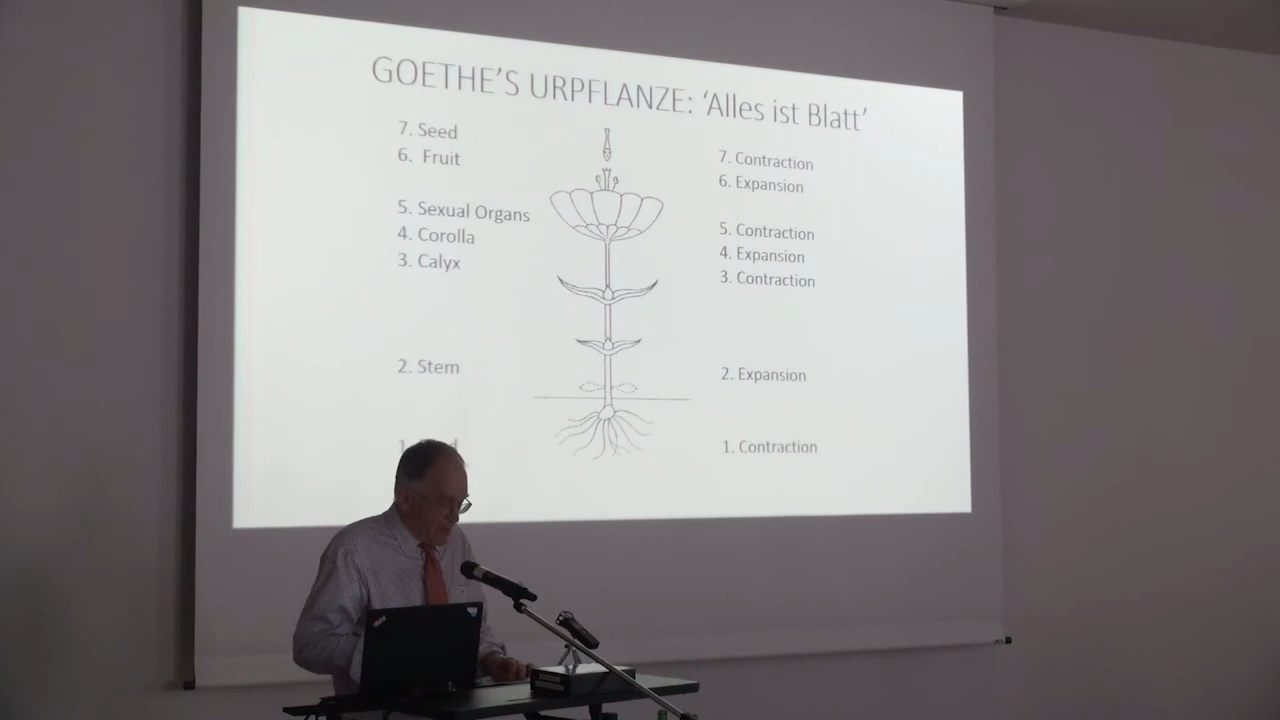 GOETHE'S URPFLANZE: 'Alles ist Blatt'
7. Seed
6. Fruit
5. Sexual Organs
4. Corolla
3. Calyx
2. Stem
7. Contraction
6. Expansion
5. Contraction
4. Expansion
3. Contraction
2. Expansion
1. Contraction